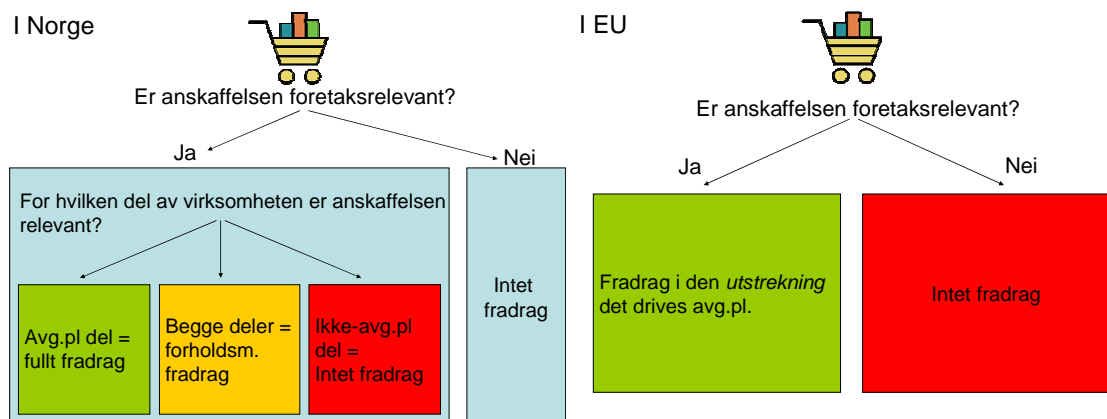 I Norge
Er anskaffelsen foretaksrelevant?
Ja
Nei
For hvilken del av virksomheten er anskaffelsen
relevant?
Avg.pl del =
fullt fradrag
Begge deler =
forholdsm.
fradrag
Ikke-avg.pl
del =
Intet fradrag
Intet
fradrag
I EU
Er anskaffelsen foretaksrelevant?
Ja
Nei
Fradrag i den utstrekning
det drives avg.pl.
Intet fradrag